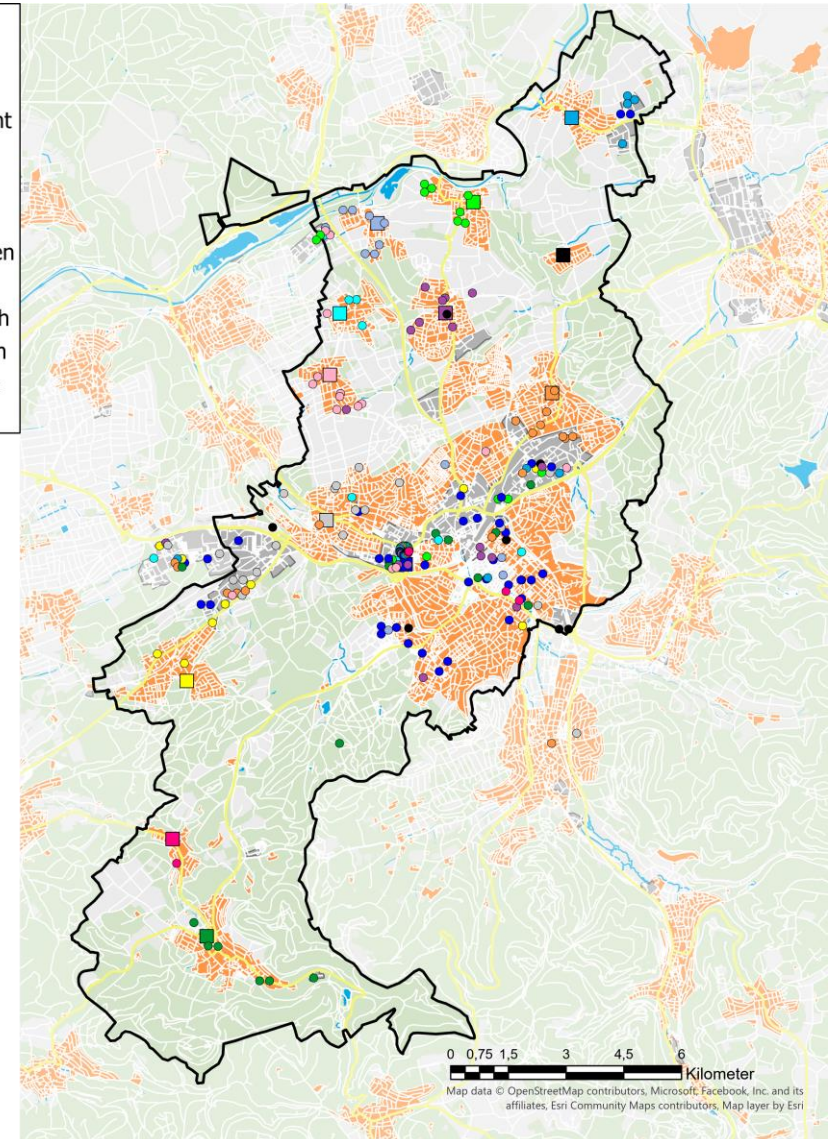 nt
en
h
n
0 0,75 1,5 3 4,5 6
Kilometer
Map data © OpenStreetMap contributors, Microsoft, Facebook, Inc. and its
affiliates, Esri Community Maps contributors, Map layer by Esri